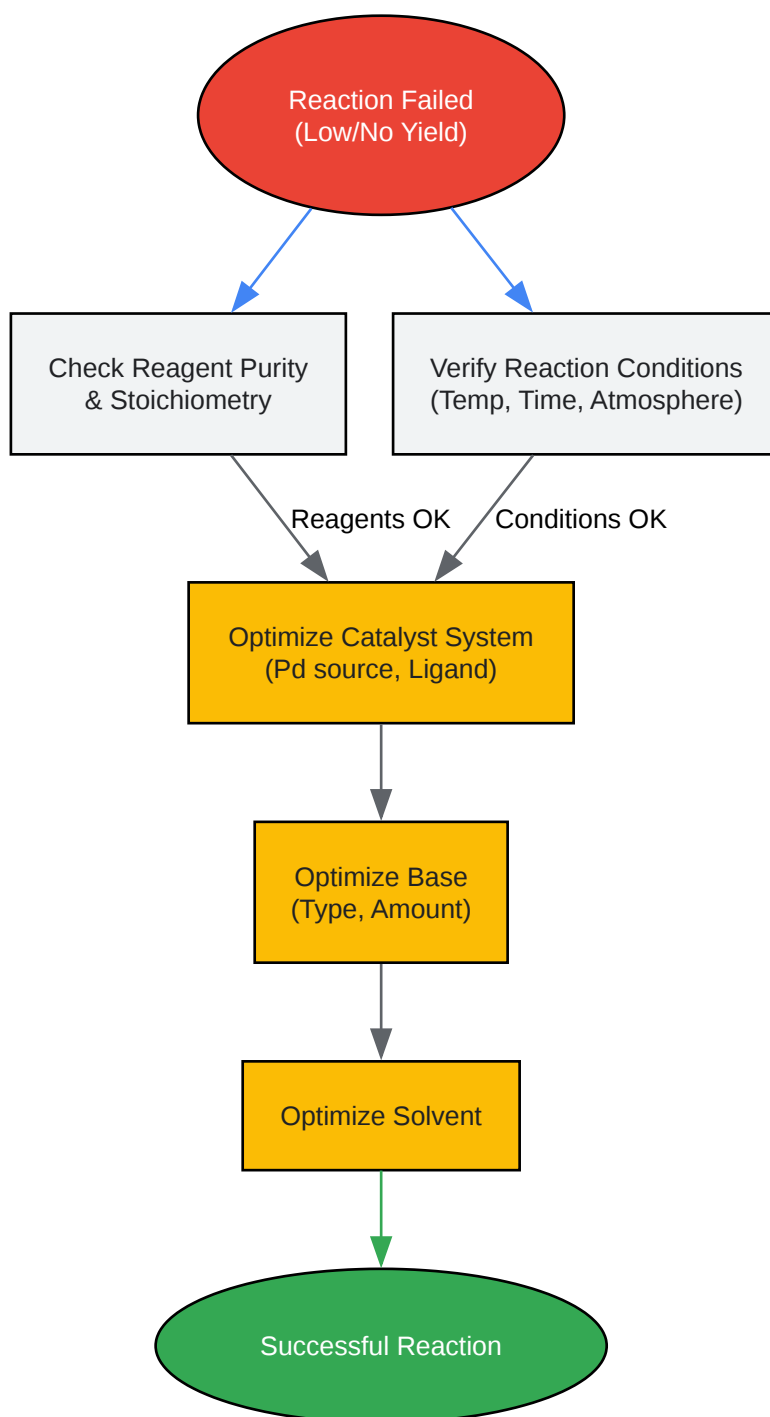 Reaction Failed
(Low/No Yield)
Check Reagent Purity
& Stoichiometry
Verify Reaction Conditions
(Temp, Time, Atmosphere)
Reagents OK
Conditions OK
Optimize Catalyst System
(Pd source, Ligand)
Optimize Base
(Type, Amount)
Optimize Solvent
Successful Reaction